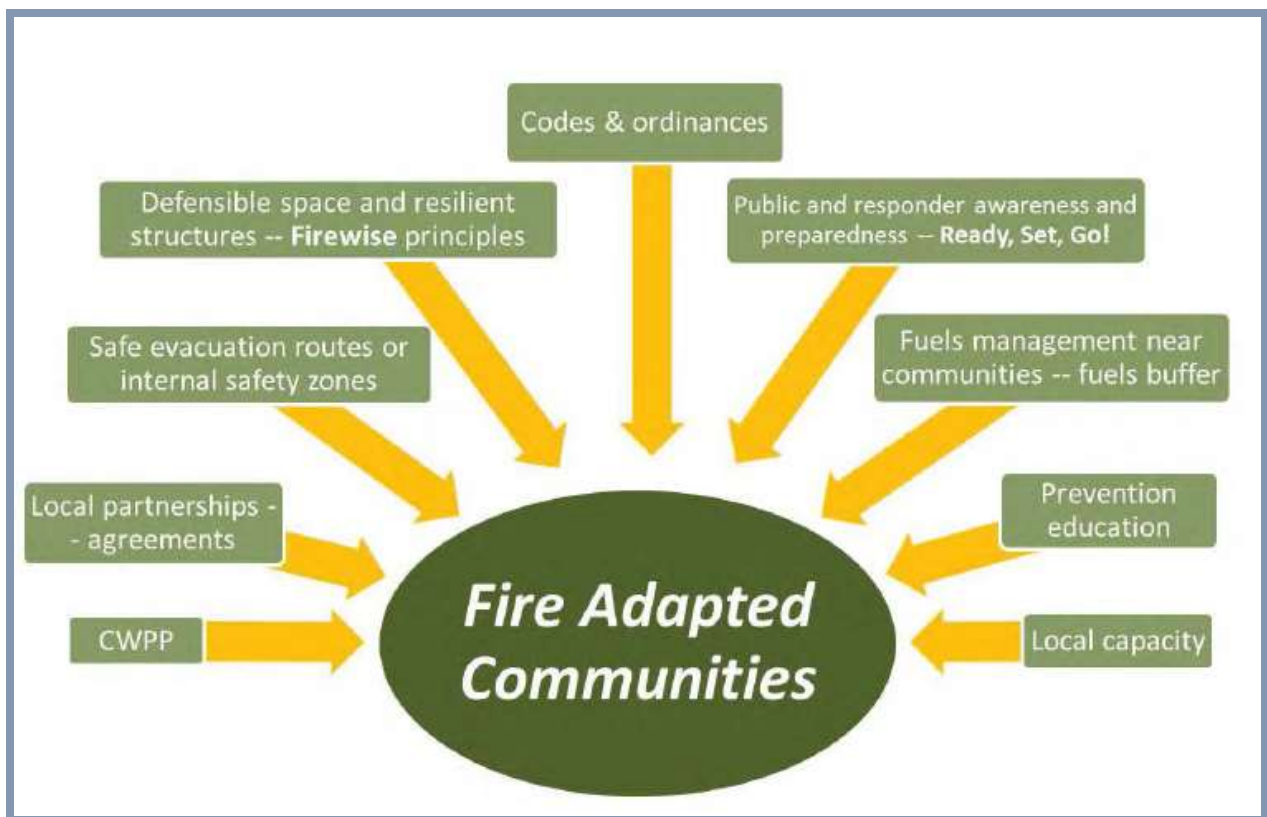 Codes & ordinances
Defensible space and resilient
structures -- Firewise principles
Public and responder awareness and
preparedness -- Ready, Set, Go!
Safe evacuation routes or
internal safety zones
Fuels management near
communities -- fuels buffer
Local partnerships -
- agreements
Prevention
education
CWPP
Local capacity
Fire Adapted
Communities